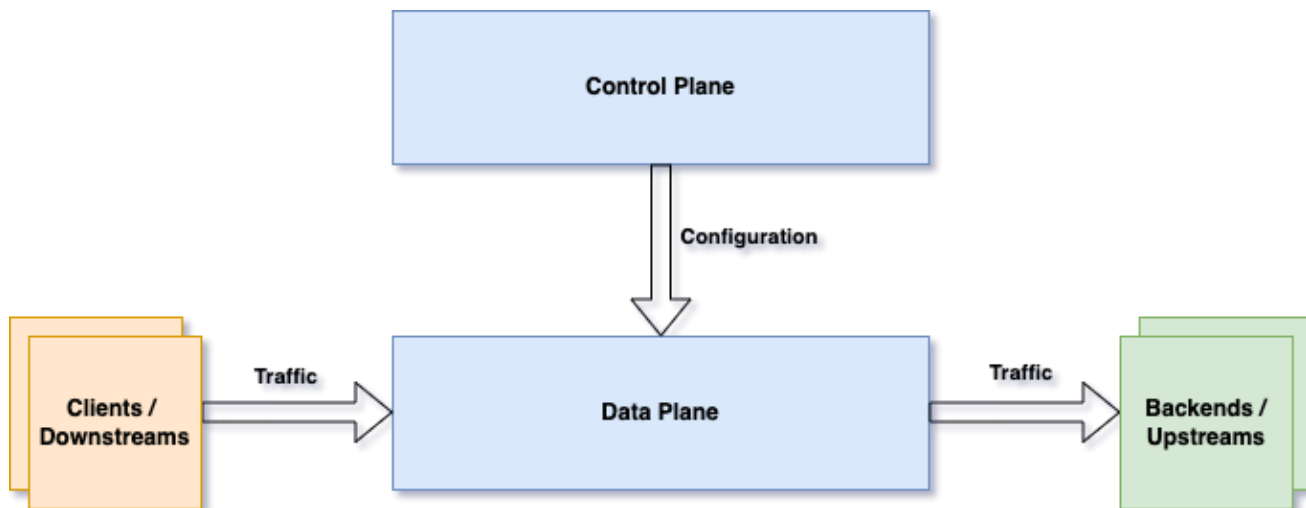 Control Plane
Configuration
Traffic
Traffic
Clients /
Downstreams
Data Plane
Backends /
Upstreams